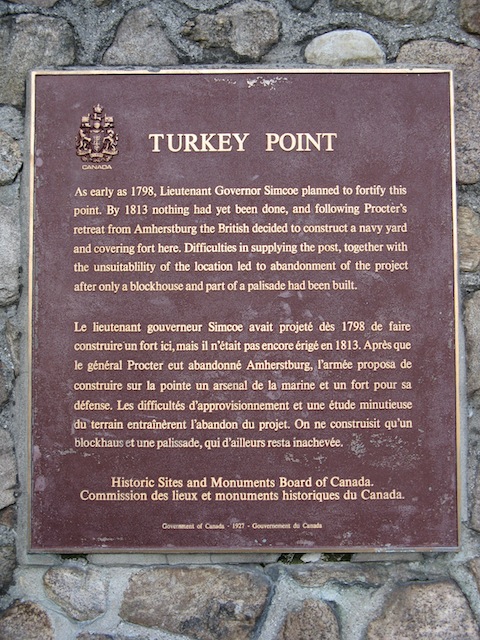 CANADA
TURKEY POINT
As early as 1798, Lieutenant Governor Simcoe planned to fortify this
point. By 1813 nothing had yet been done, and following Procter's
retreat from Amherstburg the British decided to construct a navy yard
and covering fort here. Difficulties in supplying the post, together with
the unsuitablility of the location led to abandonment of the project
after only a blockhouse and part of a palisade had been built.
Le lieutenant gouverneur Simcoe avait projeté dès 1798 de faire
construire un fort ici, mais il n'était pas encore érigé en 1813. Après que
le général Procter eut abandonné Amherstburg, l'armée proposa de
construire sur la pointe un arsenal de la marine et un fort pour sa
défense. Les difficultés d'approvisionnement et une étude minutieuse
du terrain entraînèrent l'abandon du projet. On ne construisit qu'un
blockhaus et une palissade, qui d'ailleurs resta inachevée.
Historic Sites and Monuments Board of Canada.
Commission des lieux et monuments historiques du Canada.
Government of Canada - 1927 - Gouvernement du Canada